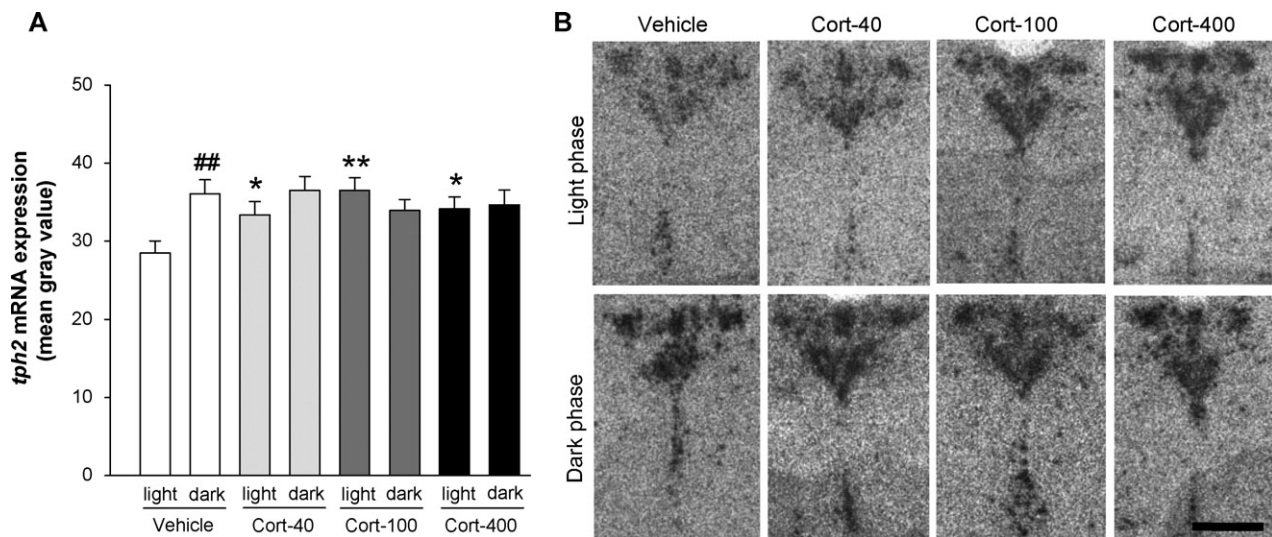 A
tph2 mRNA expression
(mean gray value)
50
40
30
20
10
0
##
*
**
*
light dark light dark light dark light dark
Vehicle Cort-40 Cort-100 Cort-400
B
Vehicle Cort-40 Cort-100 Cort-400
Light phase
Dark phase